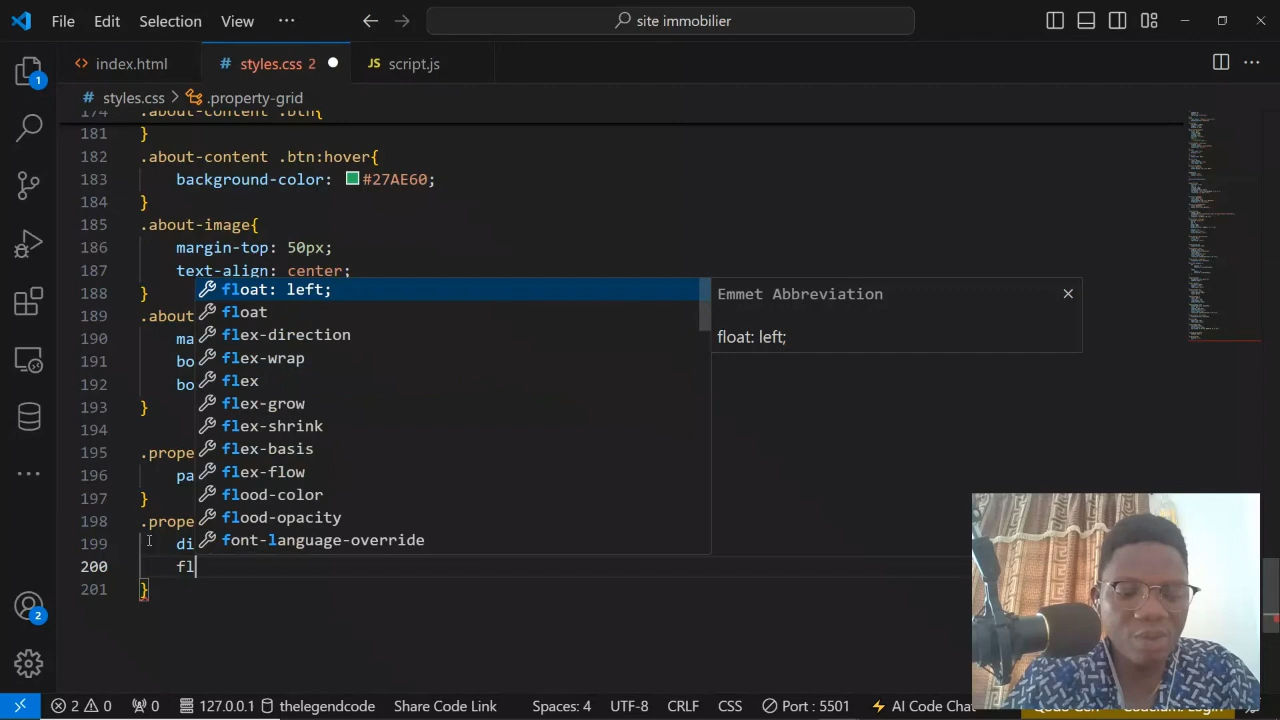 File Edit Selection View ··· site immobilier
index.html styles.css 2 JS script.js
styles.css > .property-grid
174 .about-content .btn{
181 }
182 .about-content .btn:hover{
183 background-color: #27AE60;
184 }
185 .about-image{
186 margin-top: 50px;
187 text-align: center;
188 }
189 .about
190 ma
191 bo
192 bo
193 }
194
195 .prope
196 pa
197 }
198 .prope
199 di
200 fl
201 }
float: left;
float
flex-direction
flex-wrap
flex
flex-grow
flex-shrink
flex-basis
flex-flow
flood-color
flood-opacity
font-language-override
Emmet Abbreviation
float: left;
1
2
2 0 0 127.0.0.1 thelegendcode Share Code Link Spaces: 4 UTF-8 CRLF CSS Port : 5501 AI Code Chat